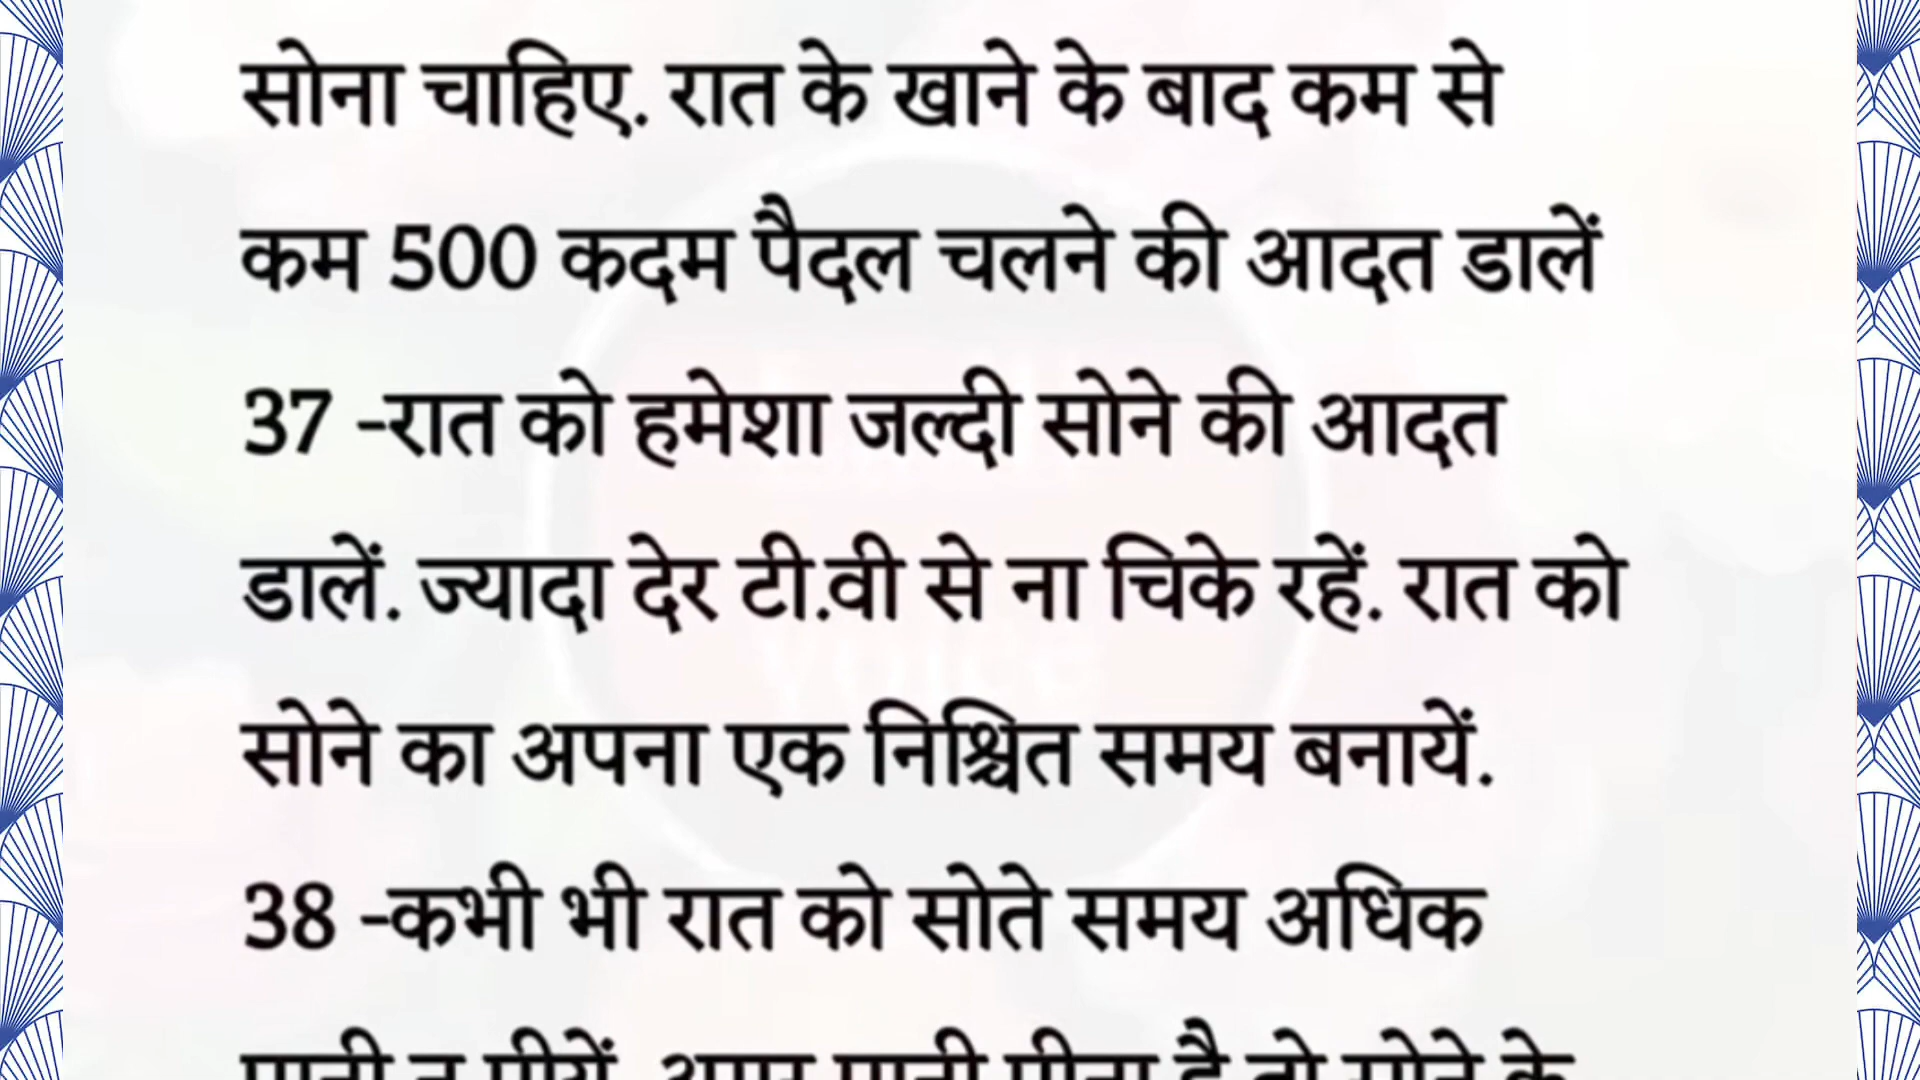 सोना चाहिए. रात के खाने के बाद कम से
कम 500 कदम पैदल चलने की आदत डालें
37 -रात को हमेशा जल्दी सोने की आदत
डालें. ज्यादा देर टी.वी से ना चिके रहें. रात को
सोने का अपना एक निश्चित समय बनायें.
38 -कभी भी रात को सोते समय अधिक
voice